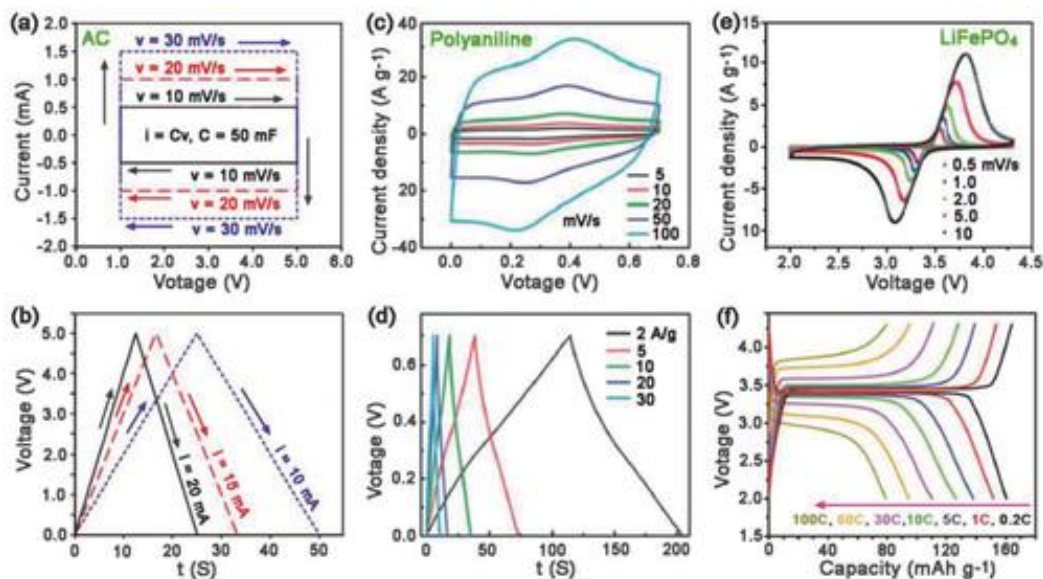 (a)
AC
v = 30 mV/s
v = 20 mV/s
v = 10 mV/s
i = Cv, C = 50 mF
v = 10 mV/s
v = 20 mV/s
v = 30 mV/s
Current (mA)
2.0
1.5
1.0
0.5
0.0
-0.5
-1.0
-1.5
-2.0
0.0 1.0 2.0 3.0 4.0 5.0 6.0
Votage (V)
(c)
Polyaniline
Current density (A g-1)
40
20
0
20
-40
0.0 0.2 0.4 0.6 0.8
Votage (V)
mV/s
5
10
20
50
100
(e)
LiFePO4
Current density (A g-1)
10
5
0
5
10
2.0 2.5 3.0 3.5 4.0 4.5
Voltage (V)
0.5 mV/s
1.0
2.0
5.0
10
(b)
Voltage (V)
5.0
4.0
3.0
2.0
1.0
0.0
0 10 20 30 40 50
t (S)
i = 20 mA
i = 15 mA
i = 10 mA
(d)
Votage (V)
0.6
0.4
0.2
0.0
0 50 100 150 200
t (S)
2 A/g
5
10
20
30
(f)
Votage (V)
4.0
3.5
3.0
2.5
2.0
0 40 80 120 160
Capacity (mAh g-1)
100C, 60C, 30C, 10C, 5C, 1C, 0.2C